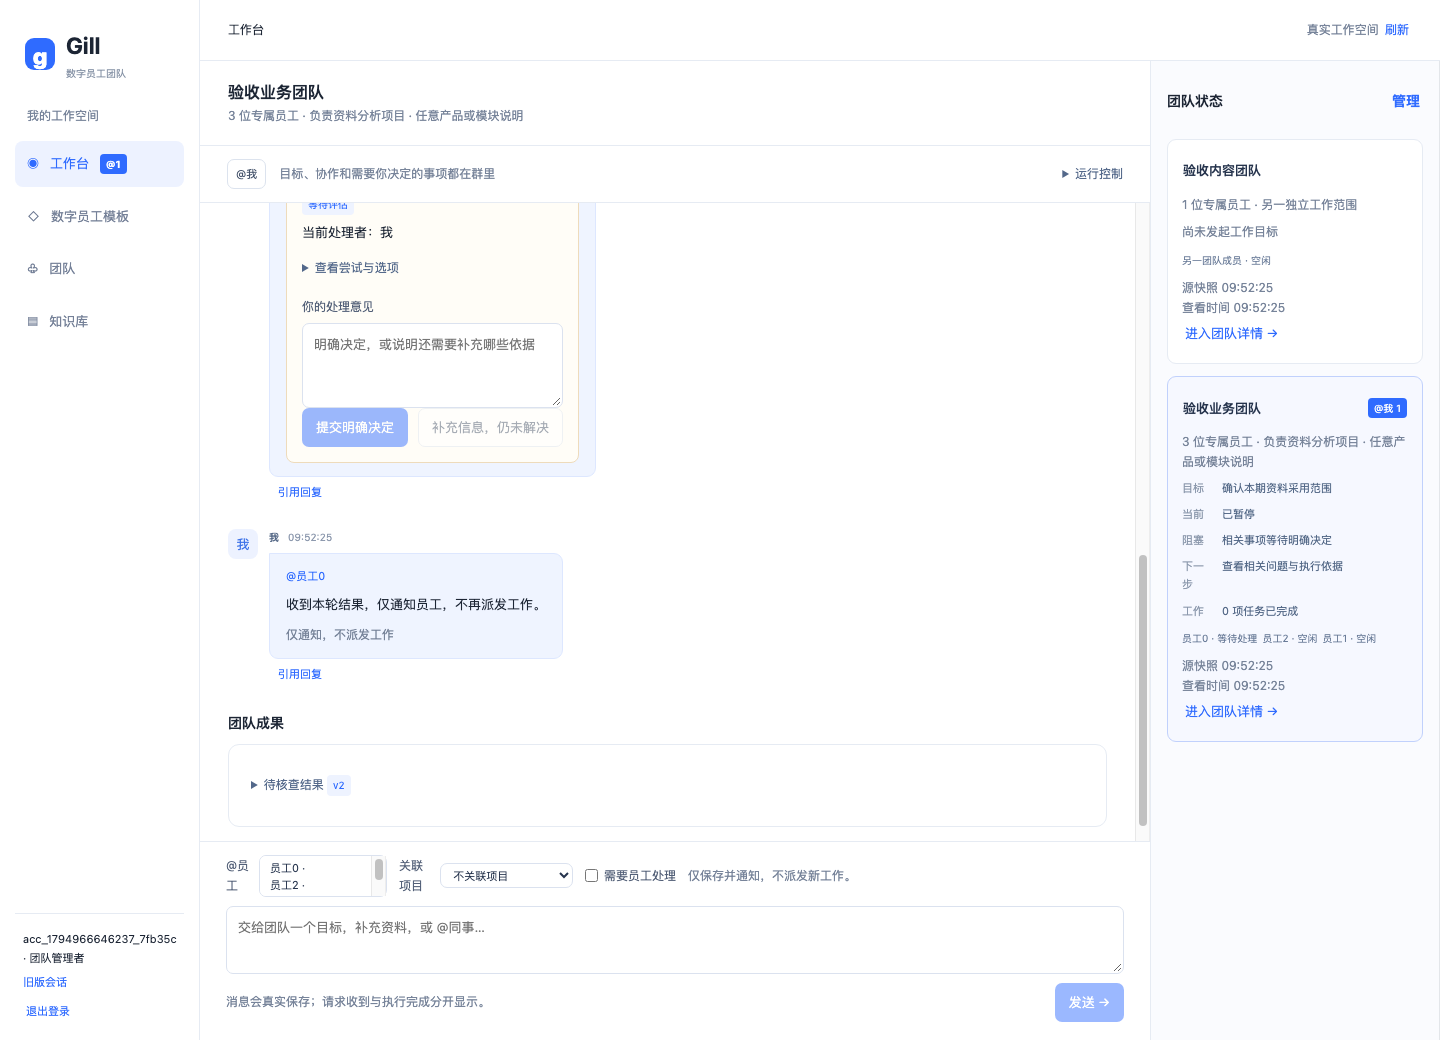 g
Gill
数字员工团队
我的工作空间
工作台 @1
数字员工模板
团队
知识库
acc_1794966646237_7fb35c
· 团队管理者
旧版会话
退出登录
工作台
真实工作空间 刷新
验收业务团队
3 位专属员工 · 负责资料分析项目 · 任意产品或模块说明
@我 目标、协作和需要你决定的事项都在群里
运行控制
等待评估
当前处理者：我
查看尝试与选项
你的处理意见
明确决定，或说明还需要补充哪些依据
提交明确决定 补充信息，仍未解决
引用回复
我 我 09:52:25
@员工0
收到本轮结果，仅通知员工，不再派发工作。
仅通知，不派发工作
引用回复
团队成果
待核查结果 v2
@员工
员工0 ·
员工2 ·
关联项目
不关联项目
需要员工处理 仅保存并通知，不派发新工作。
交给团队一个目标，补充资料，或 @同事...
消息会真实保存；请求收到与执行完成分开显示。
发送 →
团队状态 管理
验收内容团队
1 位专属员工 · 另一独立工作范围
尚未发起工作目标
另一团队成员 · 空闲
源快照 09:52:25
查看时间 09:52:25
进入团队详情 →
验收业务团队 @我 1
3 位专属员工 · 负责资料分析项目 · 任意产
品或模块说明
目标 确认本期资料采用范围
当前 已暂停
阻塞 相关事项等待明确决定
下一步 查看相关问题与执行依据
工作 0 项任务已完成
员工0 · 等待处理 员工2 · 空闲 员工1 · 空闲
源快照 09:52:25
查看时间 09:52:25
进入团队详情 →